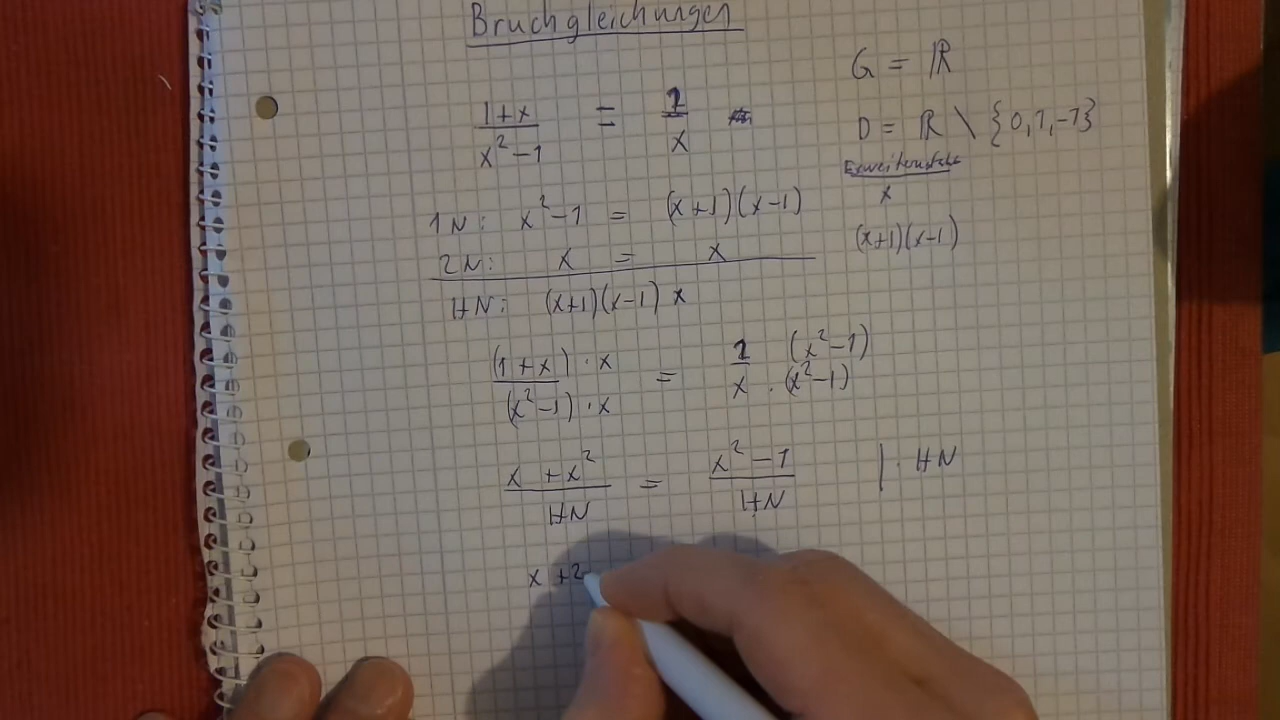 Bruchgleichungen
G = ℝ
(1+x)/(x²-1) = 1/x
D = ℝ \ {0,1,-1}
x
1N: x²-1 = (x+1)(x-1)
(x+1)(x-1)
2N: x = x
HN: (x+1)(x-1) x
((1+x)·x)/((x²-1)·x) = (1 (x²-1))/(x·(x²-1))
(x+x²)/HN = (x²-1)/HN |·HN
x +2